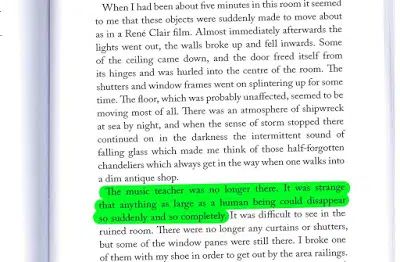 When I had been about five minutes in this room it seemed
to me that these objects were suddenly made to move about
as in a René Clair film. Almost immediately afterwards the
lights went out, the walls broke up and fell inwards. Some
of the ceiling came down, and the door freed itself from
its hinges and was hurled into the centre of the room. The
shutters and window frames went on splintering up for some
time. The floor, which was probably unaffected, seemed to be
moving most of all. There was an atmosphere of shipwreck
at sea by night, and when the sense of storm stopped there
continued on in the darkness the intermittent sound of
falling glass which made me think of those half-forgotten
chandeliers which always get in the way when one walks into
a dim antique shop.
The music teacher was no longer there. It was strange
that anything as large as a human being could disappear
so suddenly and so completely. It was difficult to see in the
ruined room. There were no longer any curtains or shutters,
but some of the window panes were still there. I broke one
of them with my shoe in order to get out by the area railings.